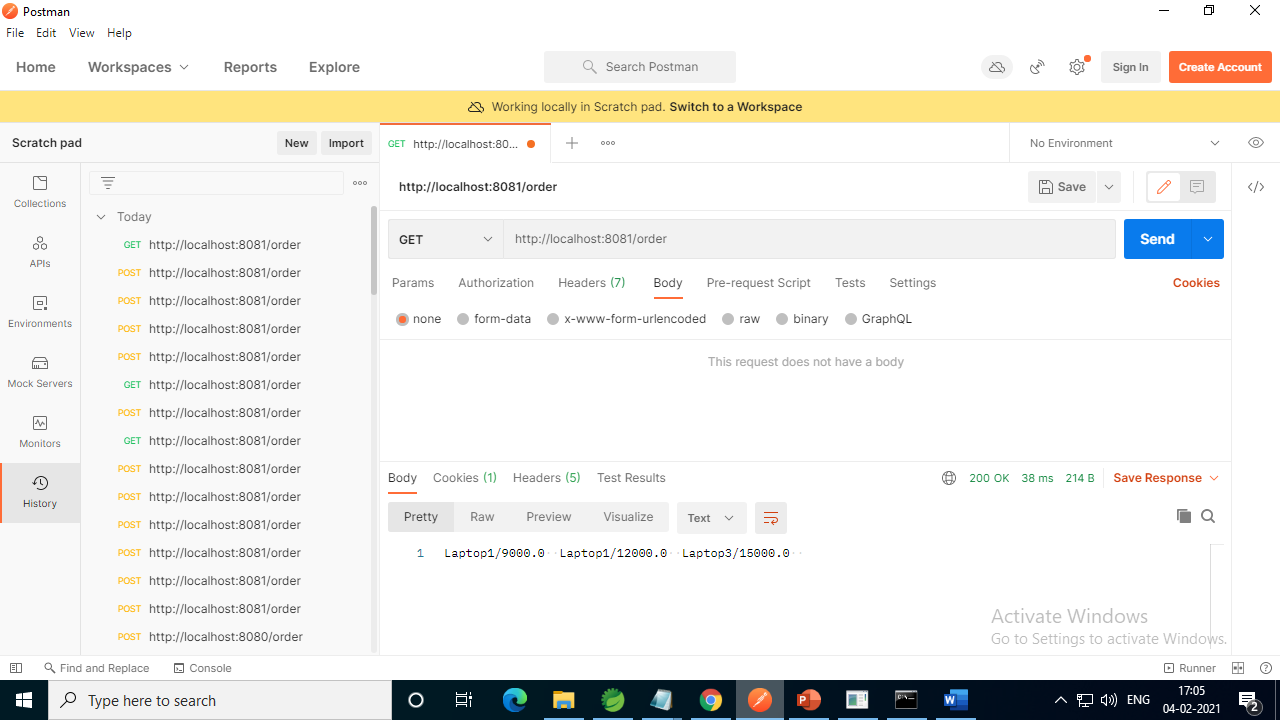 Postman
File Edit View Help
Home Workspaces Reports Explore Search Postman Sign In Create Account
Working locally in Scratch pad. Switch to a Workspace
Scratch pad New Import GET http://localhost:80... No Environment
http://localhost:8081/order Save
Collections
APIs
Environments
Mock Servers
Monitors
History
Today
GET http://localhost:8081/order
POST http://localhost:8081/order
POST http://localhost:8081/order
POST http://localhost:8081/order
POST http://localhost:8081/order
GET http://localhost:8081/order
POST http://localhost:8081/order
GET http://localhost:8081/order
POST http://localhost:8081/order
POST http://localhost:8081/order
POST http://localhost:8081/order
POST http://localhost:8081/order
POST http://localhost:8081/order
POST http://localhost:8081/order
POST http://localhost:8080/order
GET http://localhost:8081/order Send
Params Authorization Headers (7) Body Pre-request Script Tests Settings Cookies
none form-data x-www-form-urlencoded raw binary GraphQL
This request does not have a body
Body Cookies (1) Headers (5) Test Results 200 OK 38 ms 214 B Save Response
Pretty Raw Preview Visualize Text
1 Laptop1/9000.0 Laptop1/12000.0 Laptop3/15000.0
Activate Windows
Go to Settings to activate Windows.
Find and Replace Console Runner
Type here to search ENG 17:05
04-02-2021 2